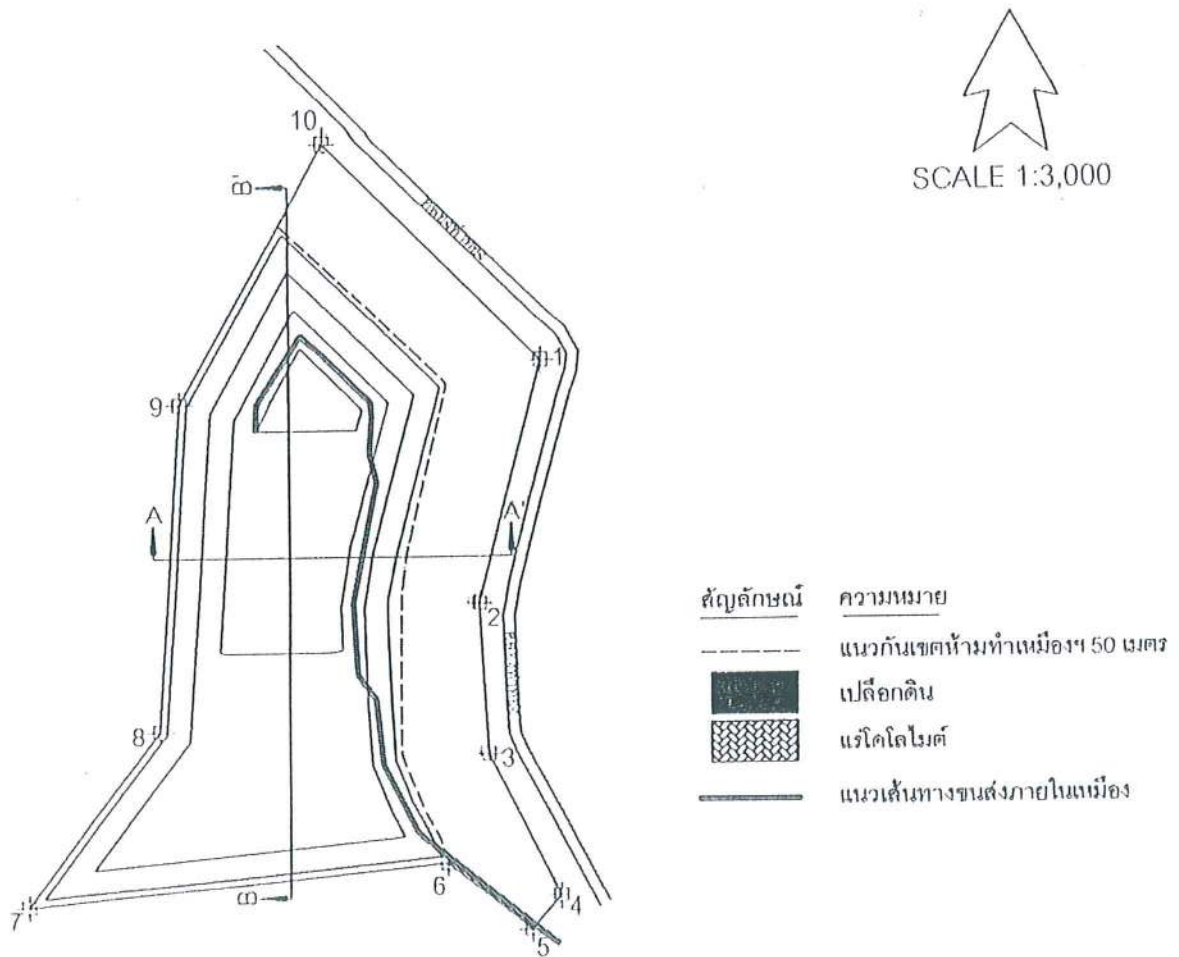 10
SCALE 1:3,000
B'
1
9
A
A'
2
สัญลักษณ์ ความหมาย
แนวกันเขตห้ามทำเหมืองฯ 50 เมตร
เปลือกดิน
แร่โดโลไมต์
แนวเส้นทางขนส่งภายในเหมือง
8
3
6
B
4
7
5